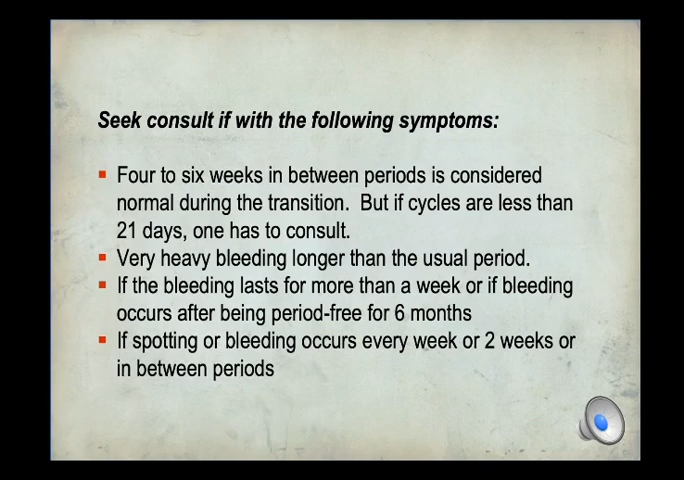 Seek consult if with the following symptoms:
▪ Four to six weeks in between periods is considered
normal during the transition. But if cycles are less than
21 days, one has to consult.
▪ Very heavy bleeding longer than the usual period.
▪ If the bleeding lasts for more than a week or if bleeding
occurs after being period-free for 6 months
▪ If spotting or bleeding occurs every week or 2 weeks or
in between periods